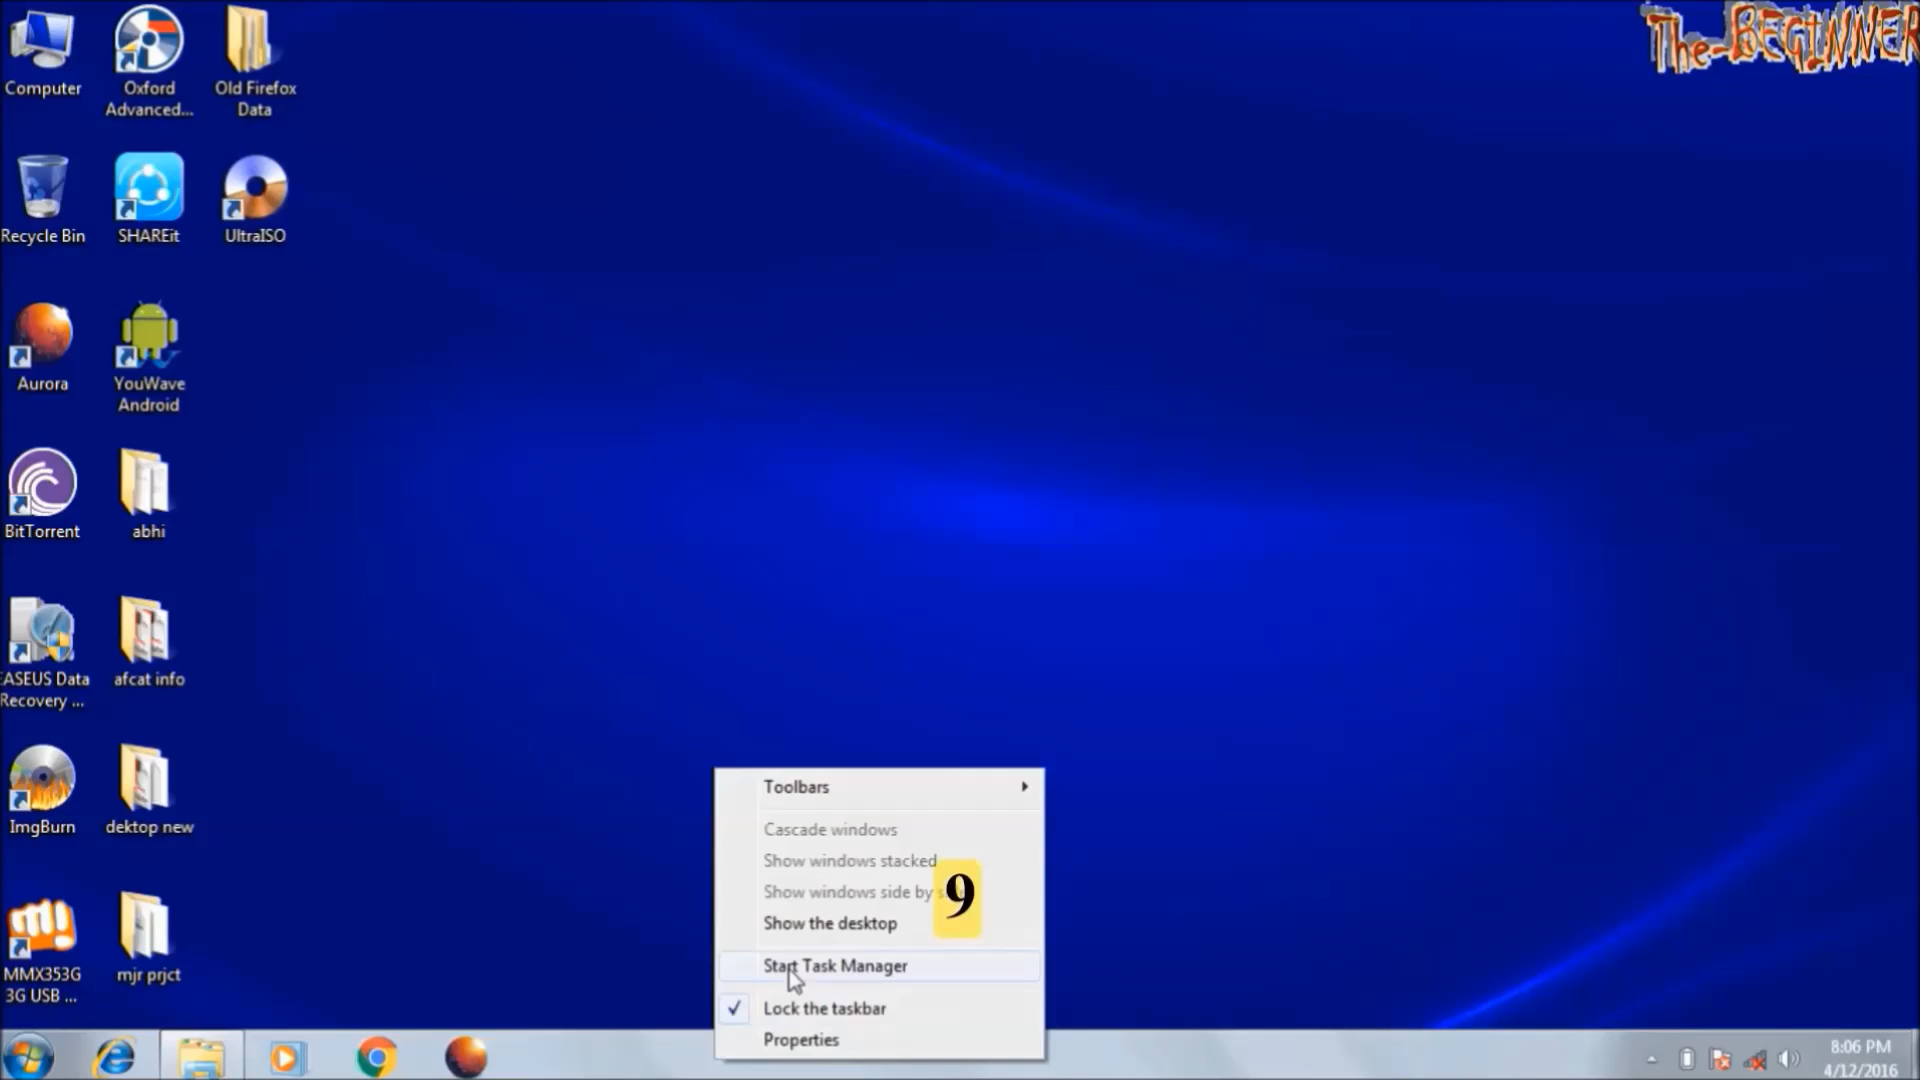 The-BEGINNER
Computer
Oxford
Advanced...
Old Firefox
Data
Recycle Bin
SHAREit
UltraISO
Aurora
YouWave
Android
BitTorrent
abhi
EASEUS Data
Recovery ...
afcat info
ImgBurn
dektop new
MMX353G
3G USB ...
mjr prjct
Toolbars
Cascade windows
Show windows stacked
Show windows side by
9
Show the desktop
Start Task Manager
Lock the taskbar
Properties
8:06 PM
4/12/2016